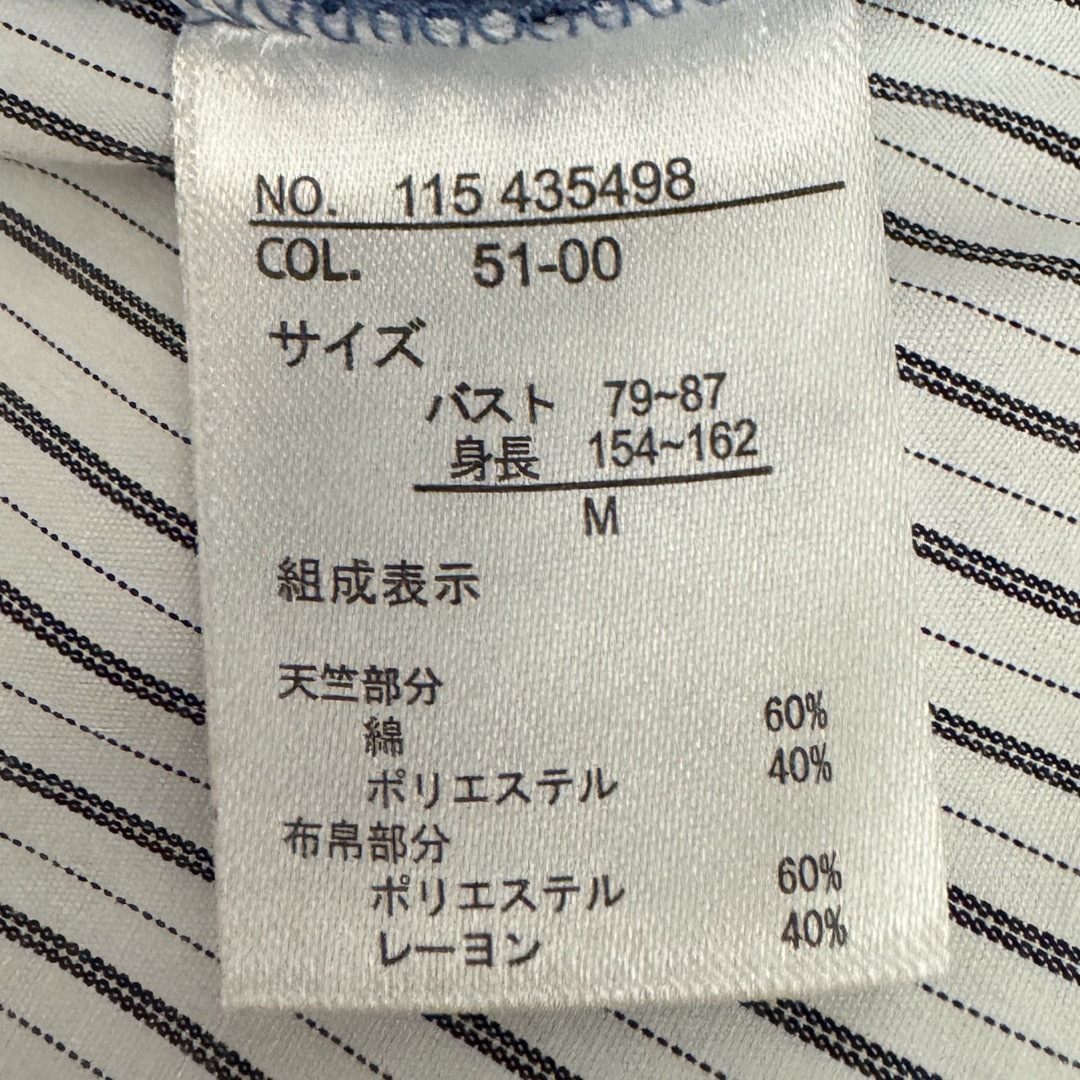 NO. 115 435498
COL. 51-00
サイズ
バスト 79~87
身長 154~162
M
組成表示
天竺部分
綿 60%
ポリエステル 40%
布帛部分
ポリエステル 60%
レーヨン 40%